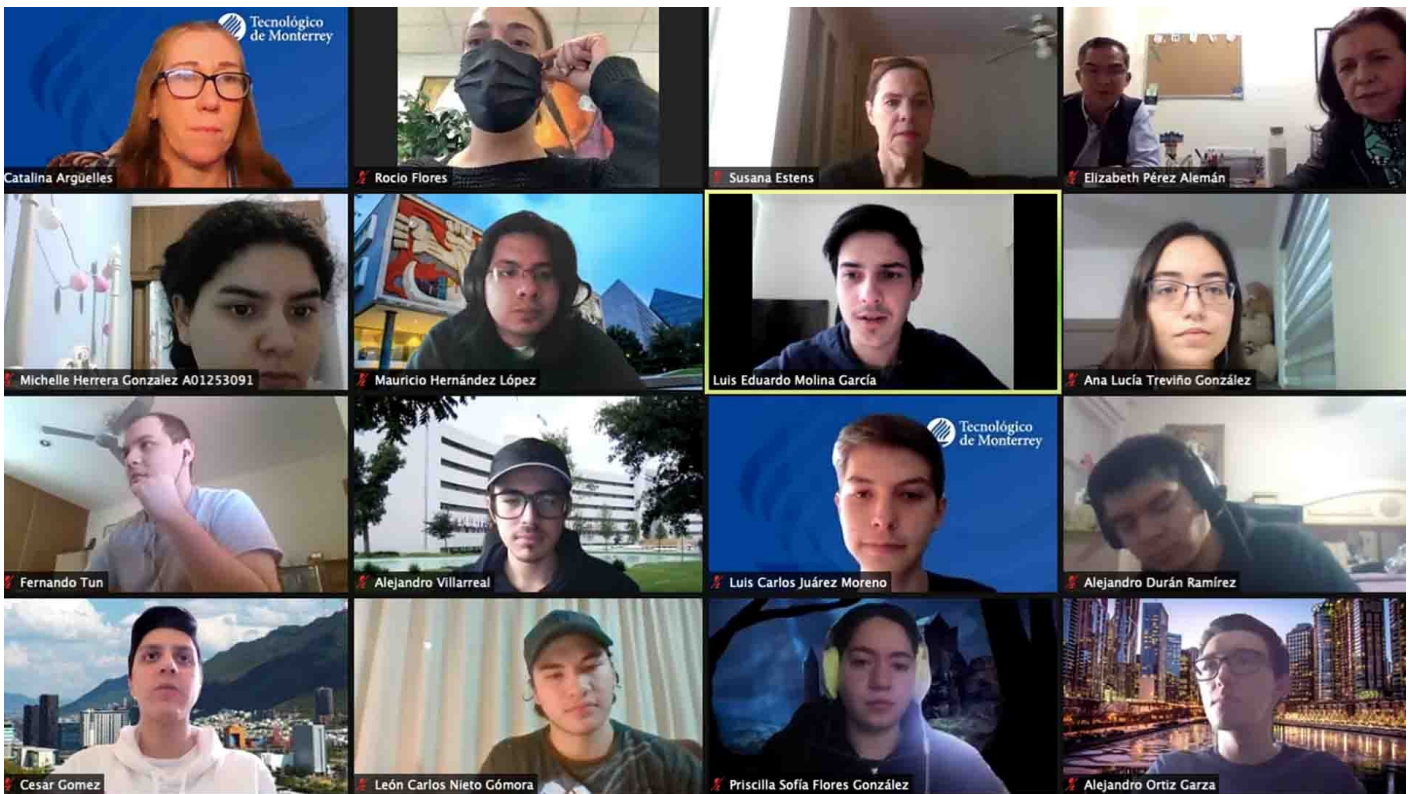 Tecnológico
de Monterrey
Catalina Argüelles
Rocio Flores
Susana Estens
Elizabeth Pérez Alemán
Michelle Herrera Gonzalez A01253091
Mauricio Hernández López
Luis Eduardo Molina García
Ana Lucía Treviño González
Tecnológico
de Monterrey
Fernando Tun
Alejandro Villarreal
Luis Carlos Juárez Moreno
Alejandro Durán Ramírez
Cesar Gomez
León Carlos Nieto Gómora
Priscilla Sofía Flores González
Alejandro Ortiz Garza